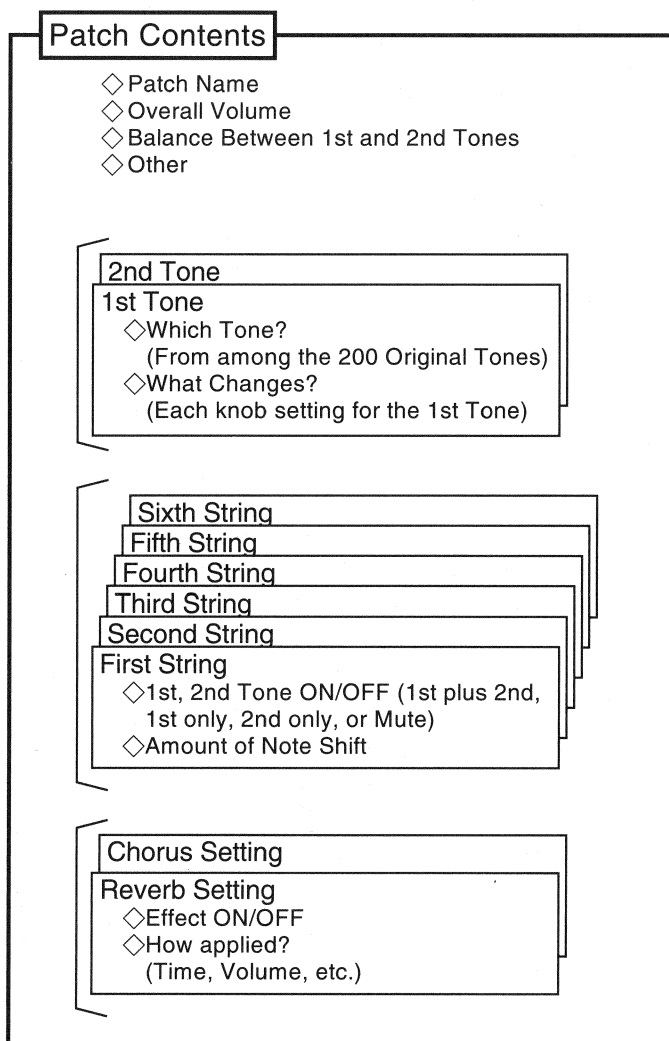 Patch Contents
◇Patch Name
◇Overall Volume
◇Balance Between 1st and 2nd Tones
◇Other
2nd Tone
1st Tone
◇Which Tone?
(From among the 200 Original Tones)
◇What Changes?
(Each knob setting for the 1st Tone)
Sixth String
Fifth String
Fourth String
Third String
Second String
First String
◇1st, 2nd Tone ON/OFF (1st plus 2nd,
1st only, 2nd only, or Mute)
◇Amount of Note Shift
Chorus Setting
Reverb Setting
◇Effect ON/OFF
◇How applied?
(Time, Volume, etc.)